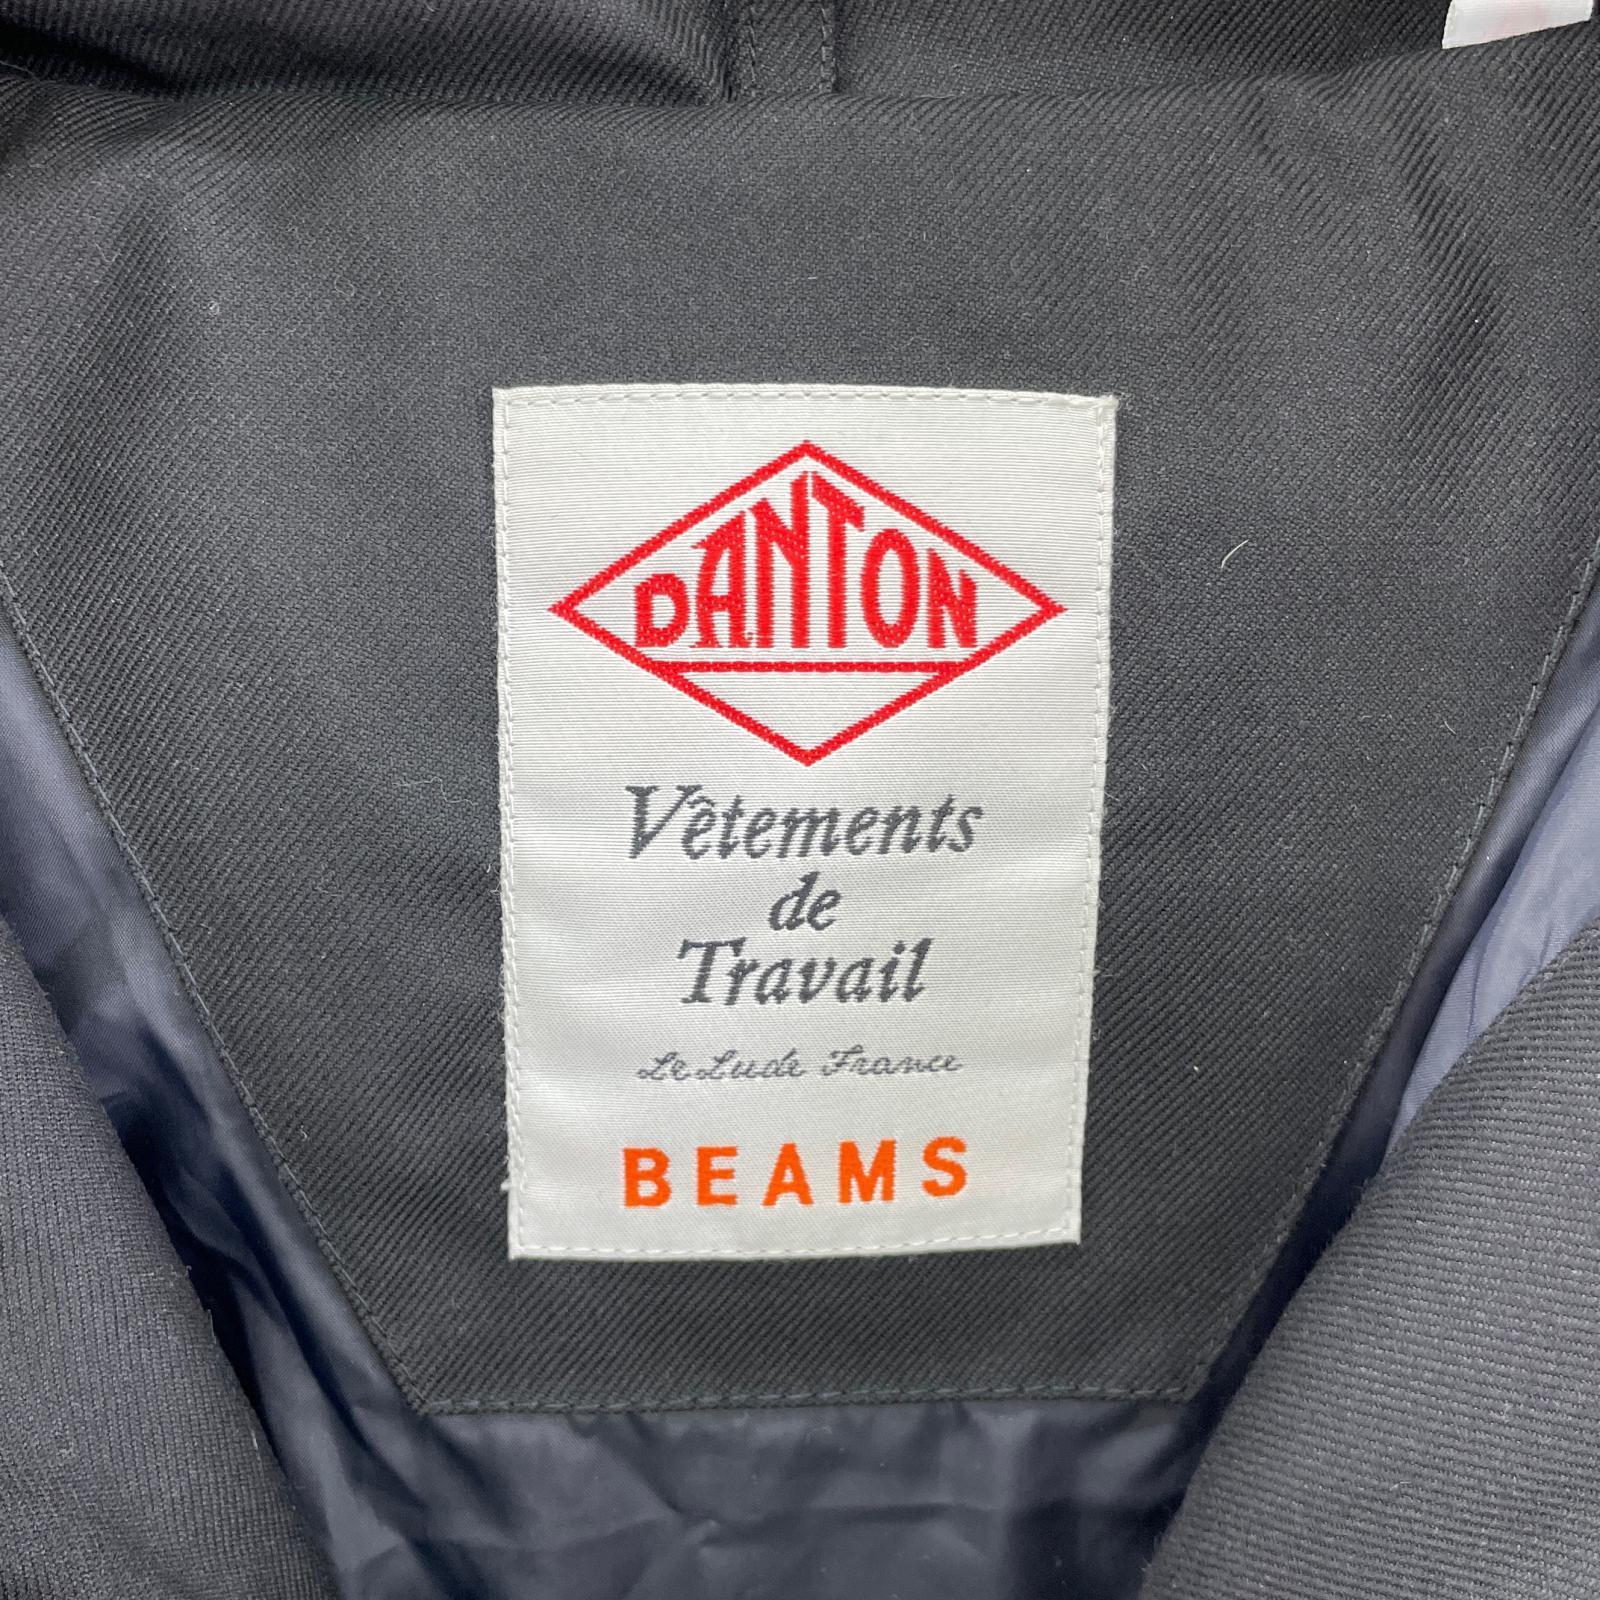 DANTON
Vêtements
de
Travail
Le Lude France
BEAMS